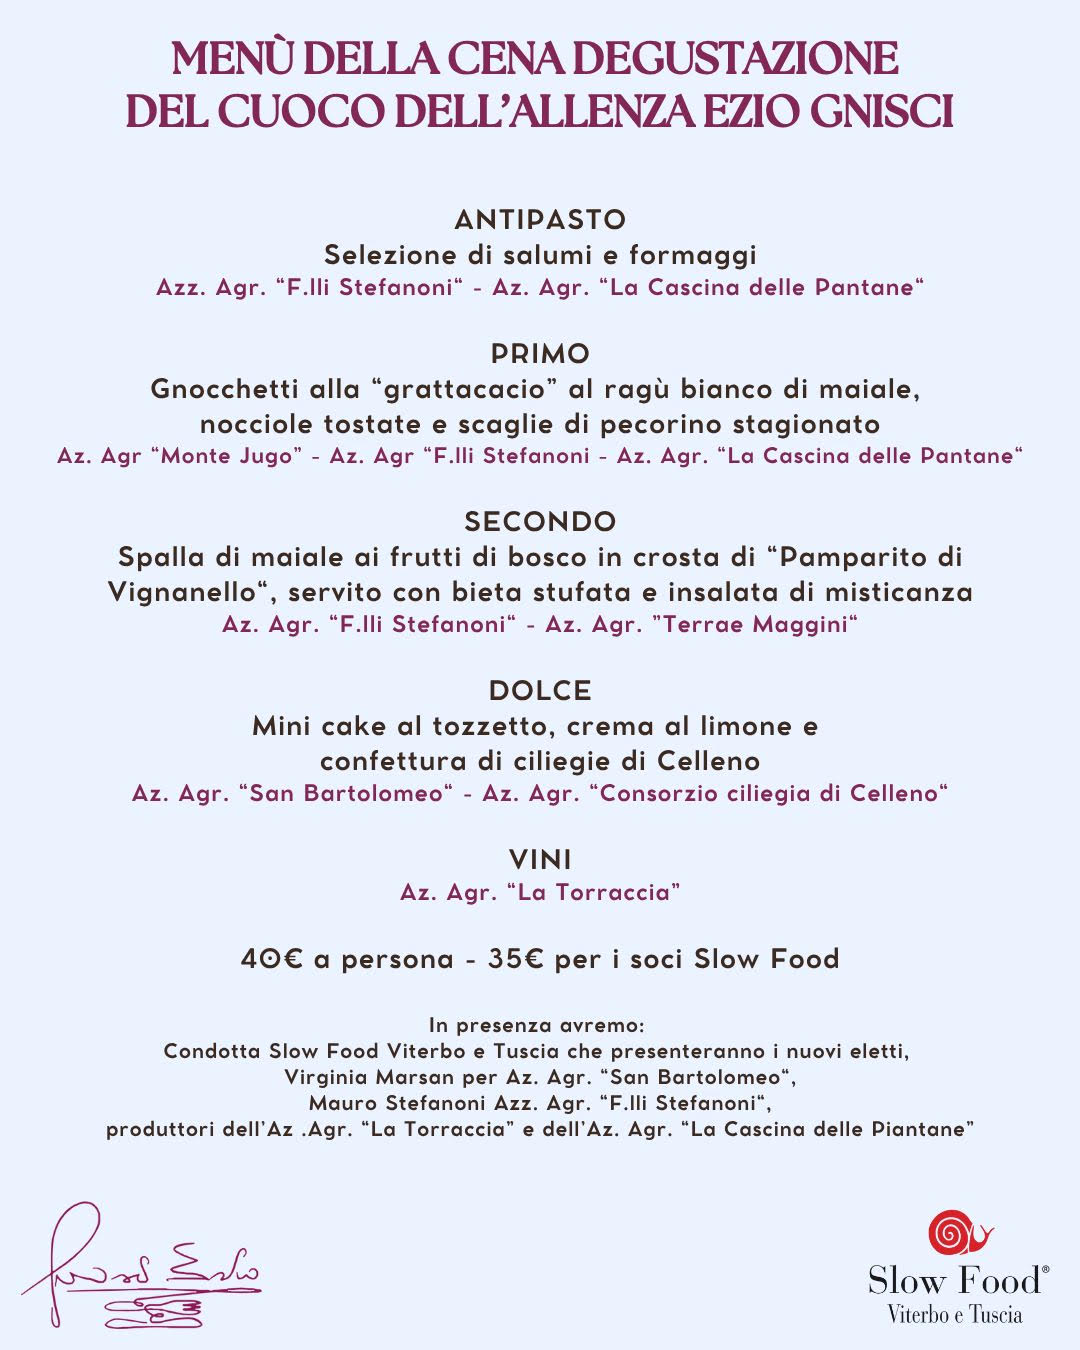 MENÙ DELLA CENA DEGUSTAZIONE
DEL CUOCO DELL’ALLENZA EZIO GNISCI
ANTIPASTO
Selezione di salumi e formaggi
Azz. Agr. “F.lli Stefanoni“ - Az. Agr. “La Cascina delle Pantane“
PRIMO
Gnocchetti alla “grattacacio” al ragù bianco di maiale,
nocciole tostate e scaglie di pecorino stagionato
Az. Agr “Monte Jugo” - Az. Agr “F.lli Stefanoni - Az. Agr. “La Cascina delle Pantane“
SECONDO
Spalla di maiale ai frutti di bosco in crosta di “Pamparito di
Vignanello“, servito con bieta stufata e insalata di misticanza
Az. Agr. “F.lli Stefanoni“ - Az. Agr. ”Terrae Maggini“
DOLCE
Mini cake al tozzetto, crema al limone e
confettura di ciliegie di Celleno
Az. Agr. “San Bartolomeo“ - Az. Agr. “Consorzio ciliegia di Celleno“
VINI
Az. Agr. “La Torraccia”
40€ a persona - 35€ per i soci Slow Food
In presenza avremo:
Condotta Slow Food Viterbo e Tuscia che presenteranno i nuovi eletti,
Virginia Marsan per Az. Agr. “San Bartolomeo“,
Mauro Stefanoni Azz. Agr. “F.lli Stefanoni“,
produttori dell’Az .Agr. “La Torraccia” e dell’Az. Agr. “La Cascina delle Piantane”
Slow Food®
Viterbo e Tuscia